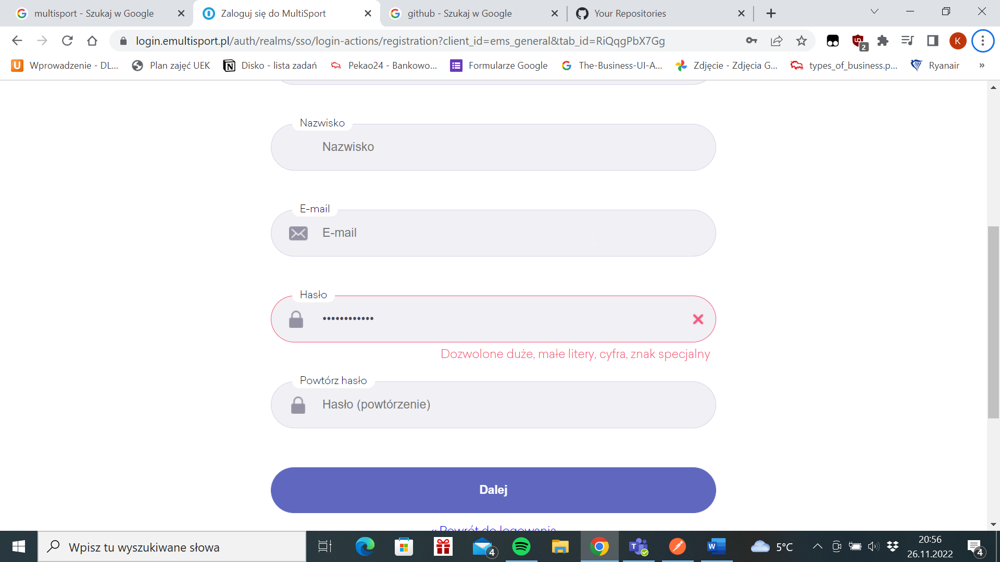 multisport - Szukaj w Google
Zaloguj się do MultiSport
github - Szukaj w Google
Your Repositories
login.emultisport.pl/auth/realms/sso/login-actions/registration?client_id=ems_general&tab_id=RiQqgPbX7Gg
2
K
U Wprowadzenie - DL...
Plan zajęć UEK
Disko - lista zadań
Pekao24 - Bankowo...
Formularze Google
The-Business-UI-A...
Zdjęcie - Zdjęcia G...
types_of_business.p...
Ryanair
»
Nazwisko
Nazwisko
E-mail
E-mail
Hasło
••••••••••••
Dozwolone duże, małe litery, cyfra, znak specjalny
Powtórz hasło
Hasło (powtórzenie)
Dalej
« Powrót do logowania
Wpisz tu wyszukiwane słowa
4
5°C
20:56
26.11.2022
4